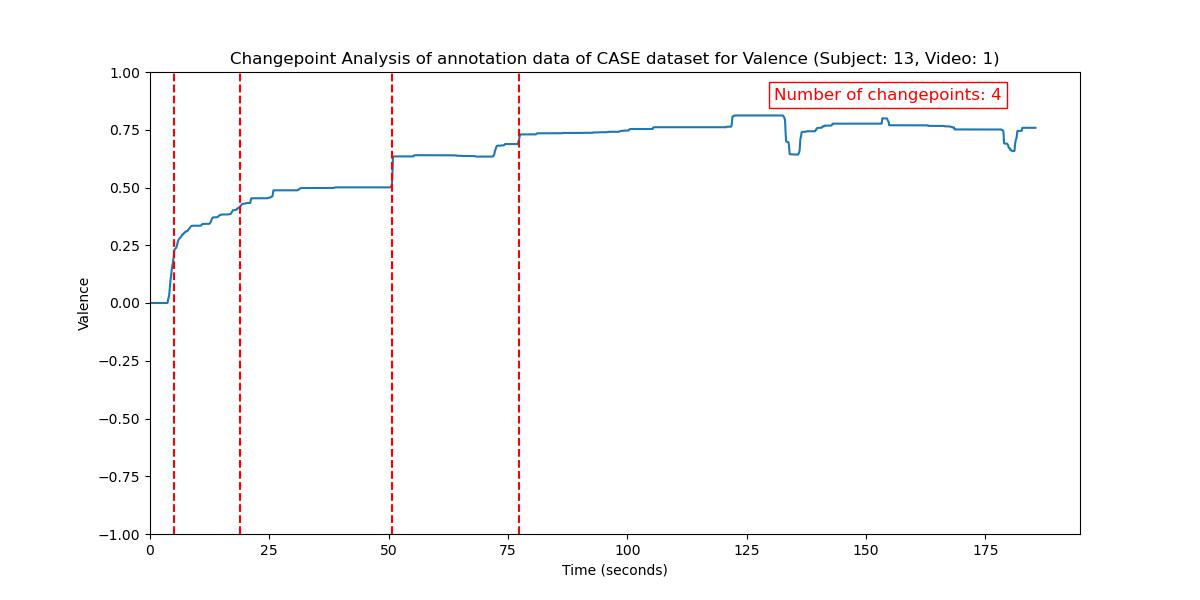 Changepoint Analysis of annotation data of CASE dataset for Valence (Subject: 13, Video: 1)
Number of changepoints: 4
1.00
0.75
0.50
0.25
0.00
−0.25
−0.50
−0.75
−1.00
Valence
0 25 50 75 100 125 150 175
Time (seconds)